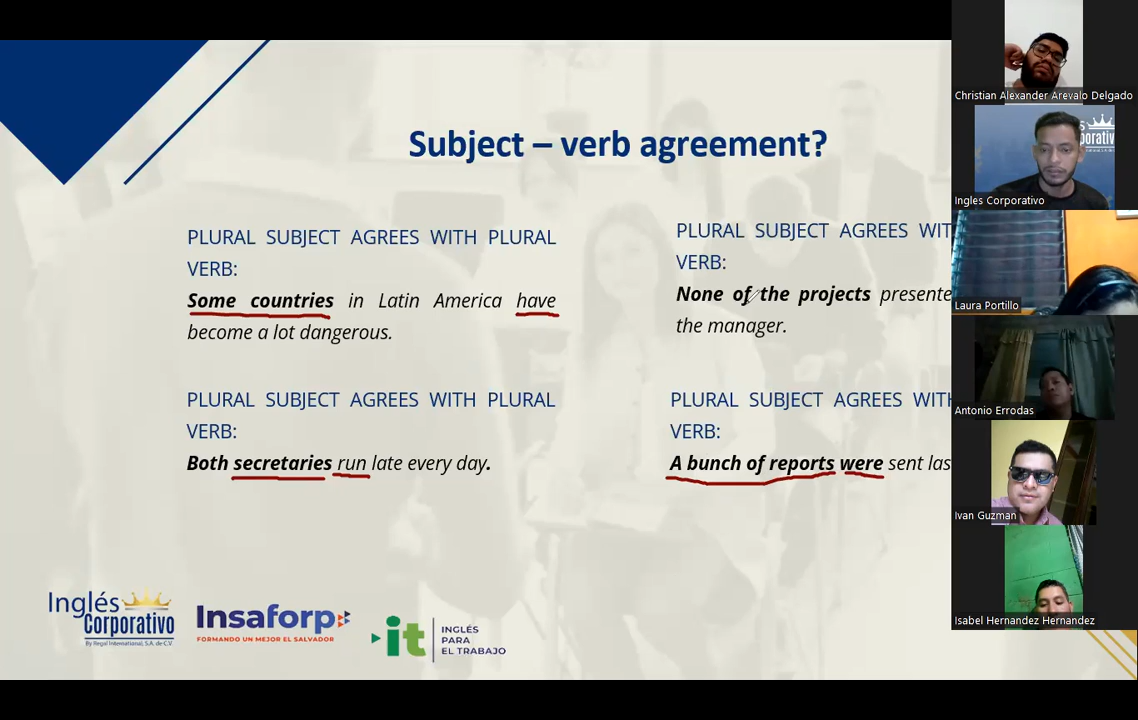 Subject – verb agreement?
PLURAL SUBJECT AGREES WITH PLURAL
VERB:
Some countries in Latin America have
become a lot dangerous.
PLURAL SUBJECT AGREES WITH PLURAL
VERB:
Both secretaries run late every day.
PLURAL SUBJECT AGREES
VERB:
None of the projects
the manager.
PLURAL SUBJECT AGREES
VERB:
A bunch of reports were sent
Inglés
Corporativo
By Regal International, S.A. de C.V.
Insaforp
FORMANDO UN MEJOR EL SALVADOR
it
INGLÉS
PARA
EL TRABAJO
Christian Alexander Arevalo Delgado
Ingles Corporativo
Laura Portillo
Antonio Errodas
Ivan Guzman
Isabel Hernandez Hernandez